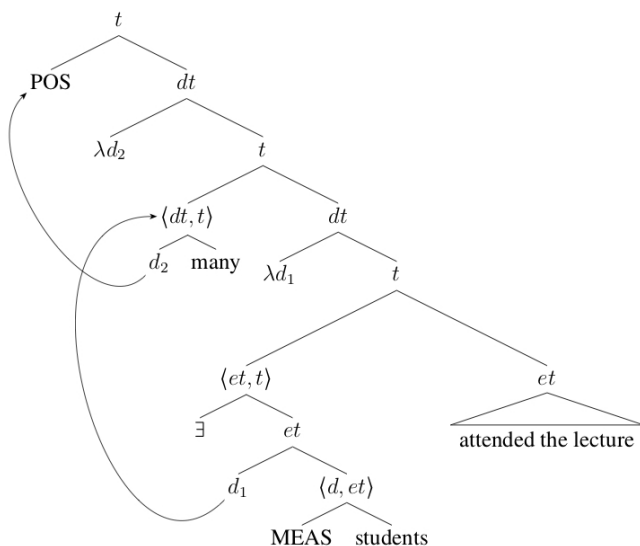 t
POS dt
λd₂ t
⟨dt, t⟩ dt
d₂ many λd₁ t
⟨et, t⟩ et
∃ et attended the lecture
d₁ ⟨d, et⟩
MEAS students